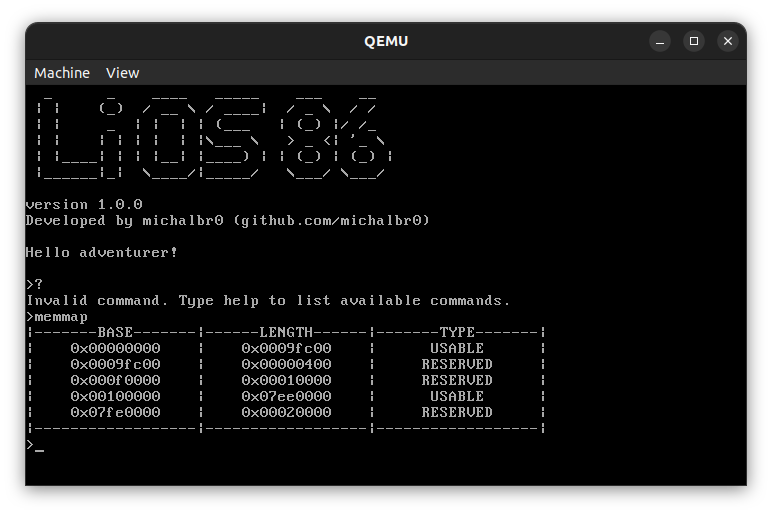 QEMU
Machine View
LiOS 86
version 1.0.0
Developed by michalbr0 (github.com/michalbr0)
Hello adventurer!
>?
Invalid command. Type help to list available commands.
>memmap
|-------BASE-------|------LENGTH------|-------TYPE-------|
| 0x00000000 | 0x0009fc00 | USABLE |
| 0x0009fc00 | 0x00000400 | RESERVED |
| 0x000f0000 | 0x00010000 | RESERVED |
| 0x00100000 | 0x07ee0000 | USABLE |
| 0x07fe0000 | 0x00020000 | RESERVED |
|------------------|------------------|------------------|
>_